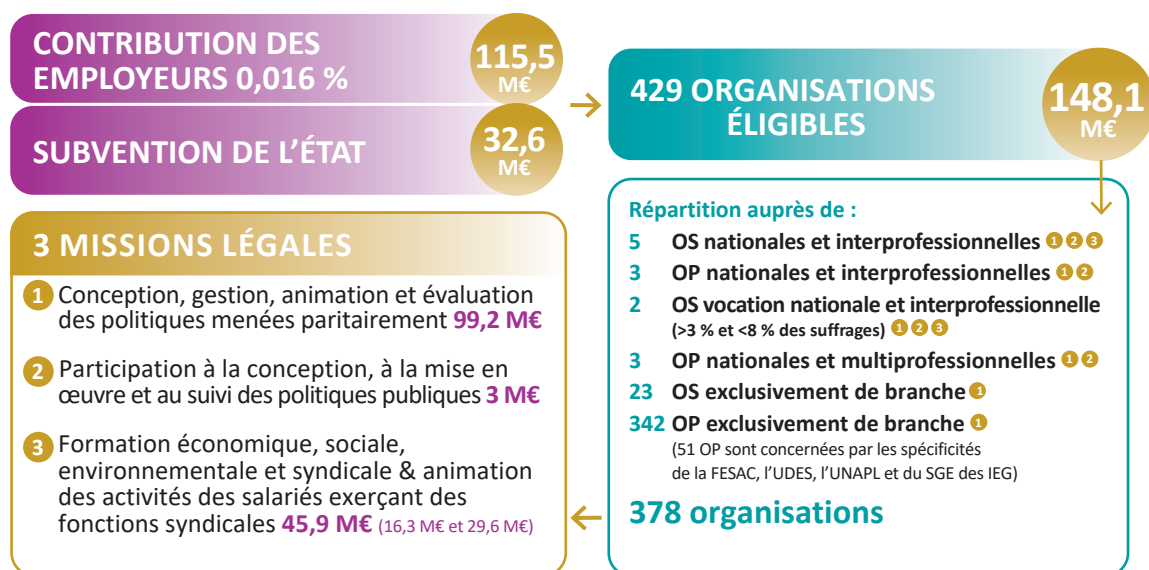 CONTRIBUTION DES
EMPLOYEURS 0,016 %
115,5
M€
SUBVENTION DE L’ÉTAT
32,6
M€
429 ORGANISATIONS
ÉLIGIBLES
148,1
M€
Répartition auprès de :
5 OS nationales et interprofessionnelles 1 2 3
3 OP nationales et interprofessionnelles 1 2
2 OS vocation nationale et interprofessionnelle
(>3 % et <8 % des suffrages) 1 2 3
3 OP nationales et multiprofessionnelles 1 2
23 OS exclusivement de branche 1
342 OP exclusivement de branche 1
(51 OP sont concernées par les spécificités
de la FESAC, l’UDES, l’UNAPL et du SGE des IEG)
378 organisations
3 MISSIONS LÉGALES
1 Conception, gestion, animation et évaluation
des politiques menées paritairement 99,2 M€
2 Participation à la conception, à la mise en
œuvre et au suivi des politiques publiques 3 M€
3 Formation économique, sociale,
environnementale et syndicale & animation
des activités des salariés exerçant des
fonctions syndicales 45,9 M€ (16,3 M€ et 29,6 M€)